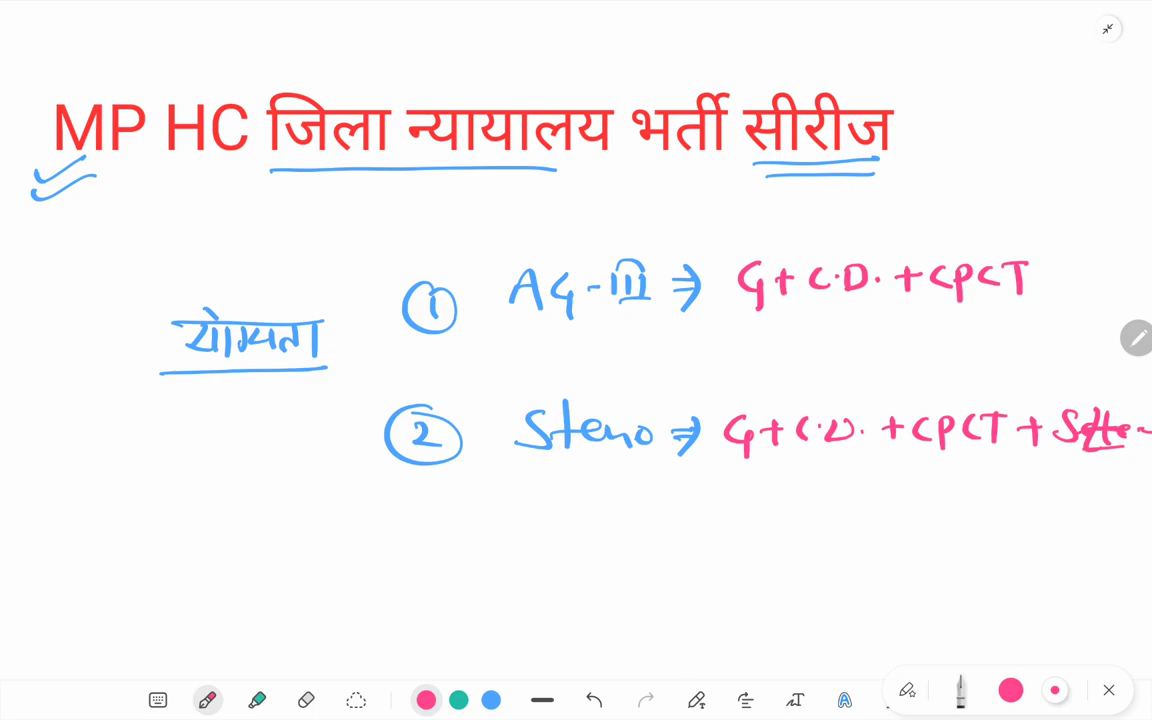 MP HC जिला न्यायालय भर्ती सीरीज
योग्यता
① AG-III ⇒ G+C.D.+CPCT
② Steno ⇒ G+C.D.+CPCT+